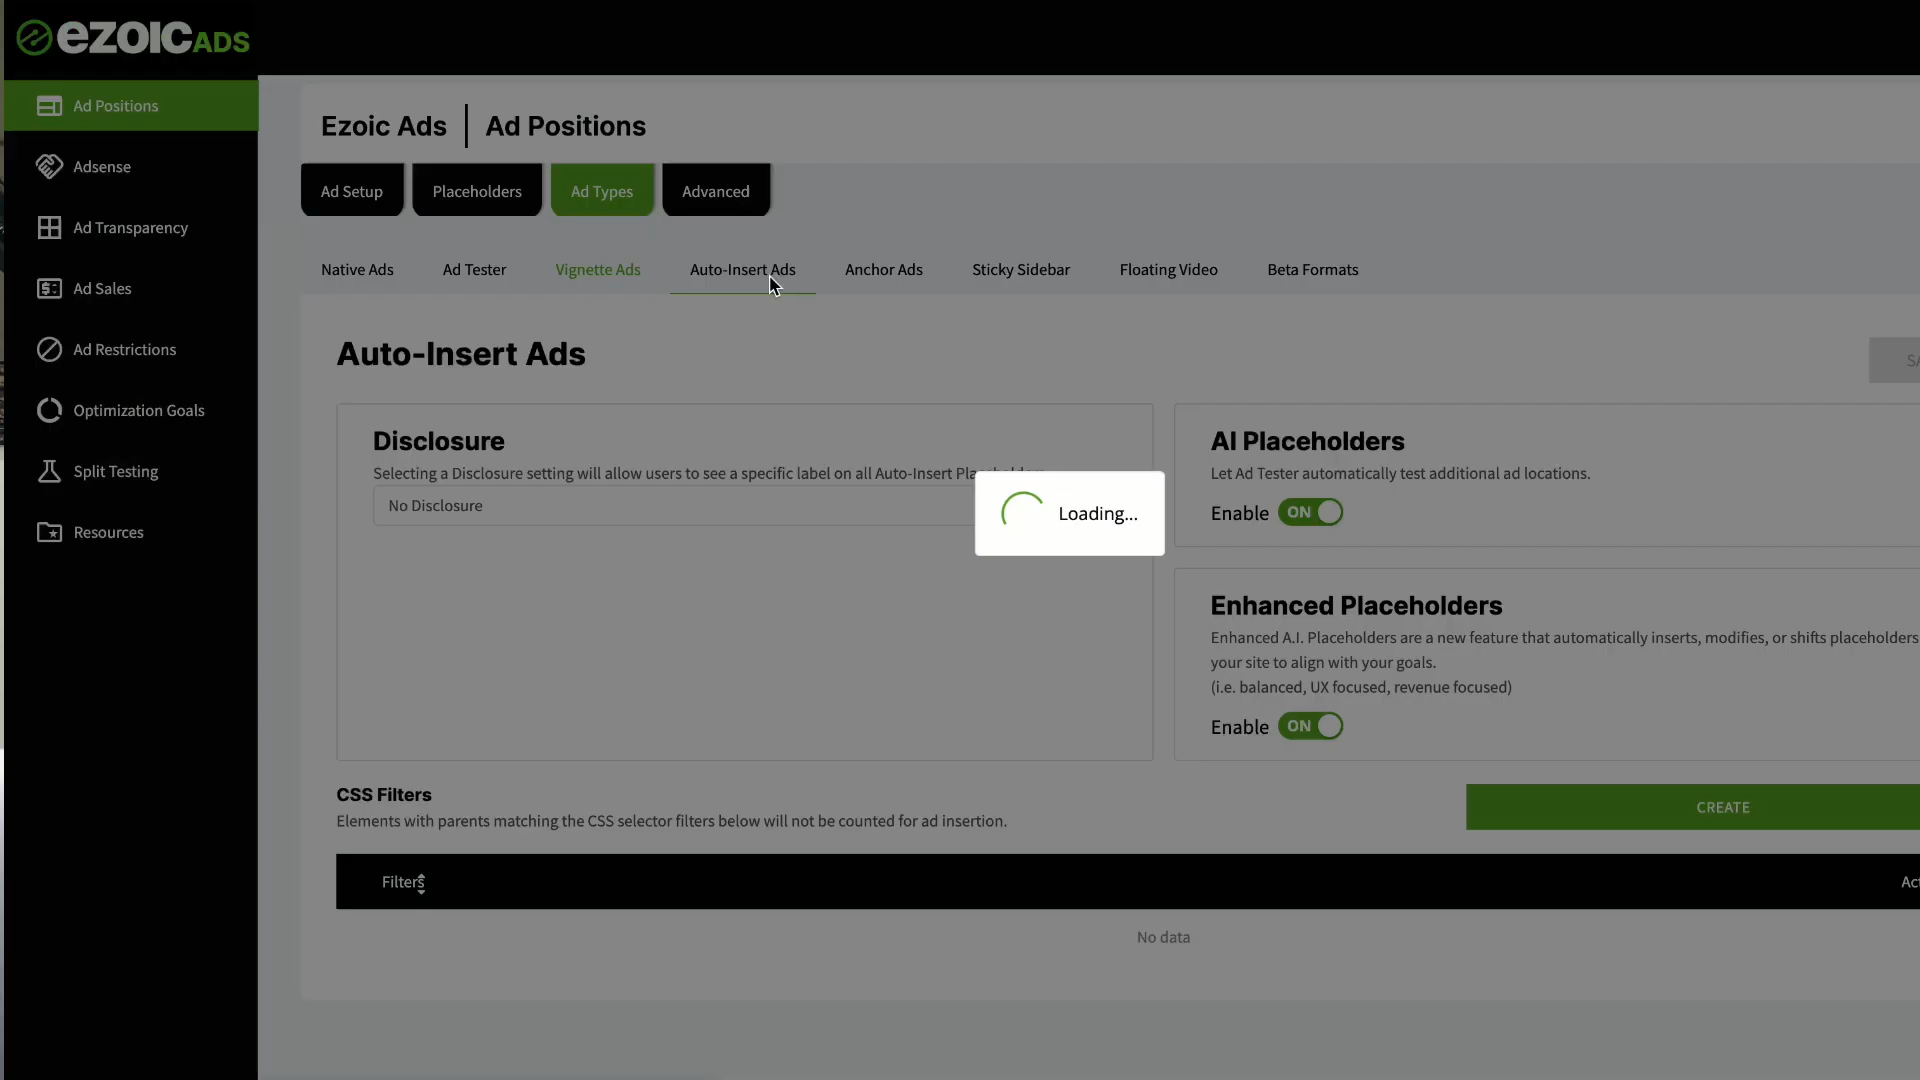 ezoic ADS
Ad Positions
Adsense
Ad Transparency
Ad Sales
Ad Restrictions
Optimization Goals
Split Testing
Resources
Ezoic Ads | Ad Positions
Ad Setup
Placeholders
Ad Types
Advanced
Native Ads
Ad Tester
Vignette Ads
Auto-Insert Ads
Anchor Ads
Sticky Sidebar
Floating Video
Beta Formats
Auto-Insert Ads
Disclosure
Selecting a Disclosure setting will allow users to see a specific label on all Auto-Insert
No Disclosure
Loading...
AI Placeholders
Let Ad Tester automatically test additional ad locations.
Enable ON
Enhanced Placeholders
Enhanced A.I. Placeholders are a new feature that automatically inserts, modifies, or shifts placeholders
your site to align with your goals.
(i.e. balanced, UX focused, revenue focused)
Enable ON
CSS Filters
Elements with parents matching the CSS selector filters below will not be counted for ad insertion.
CREATE
Filters
No data